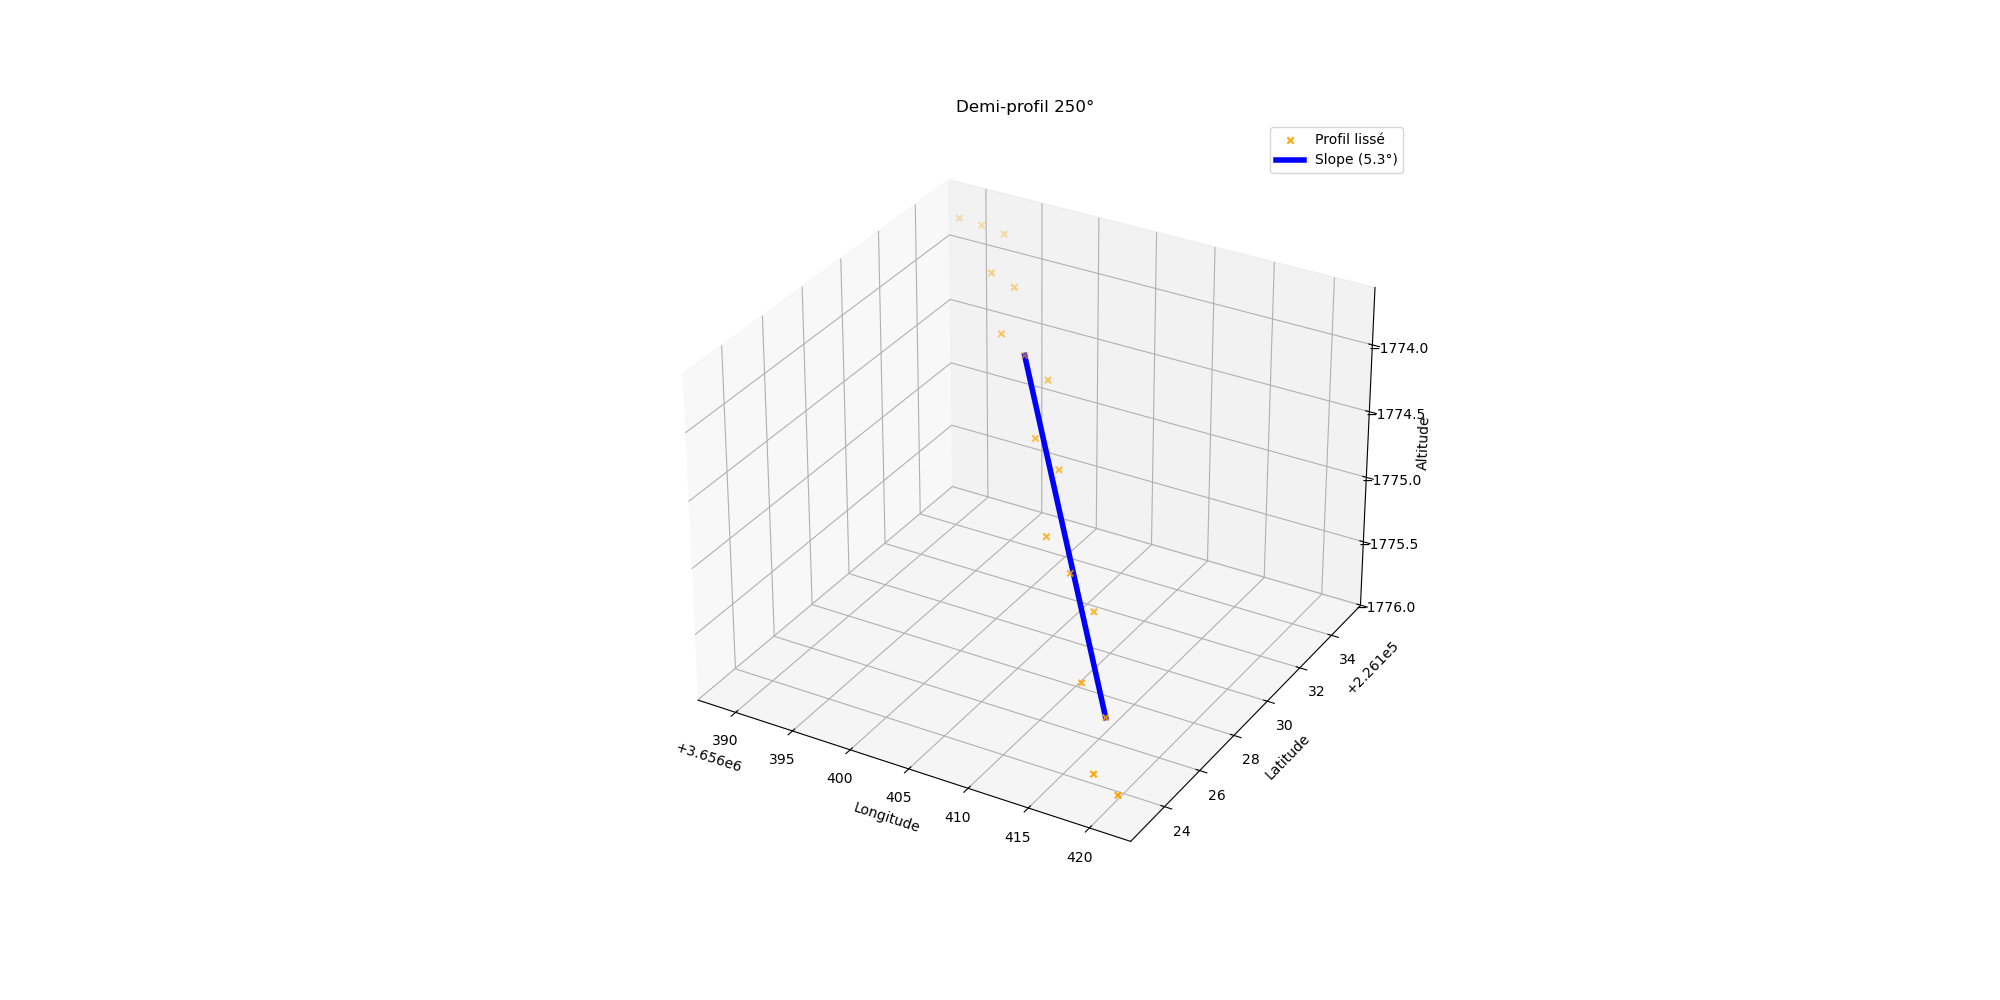 Demi-profil 250°
Profil lissé
Slope (5.3°)
−1774.0
−1774.5
−1775.0
−1775.5
−1776.0
Altitude
34
32
30
28
26
24
+2.261e5
Latitude
390
395
400
405
410
415
420
+3.656e6
Longitude